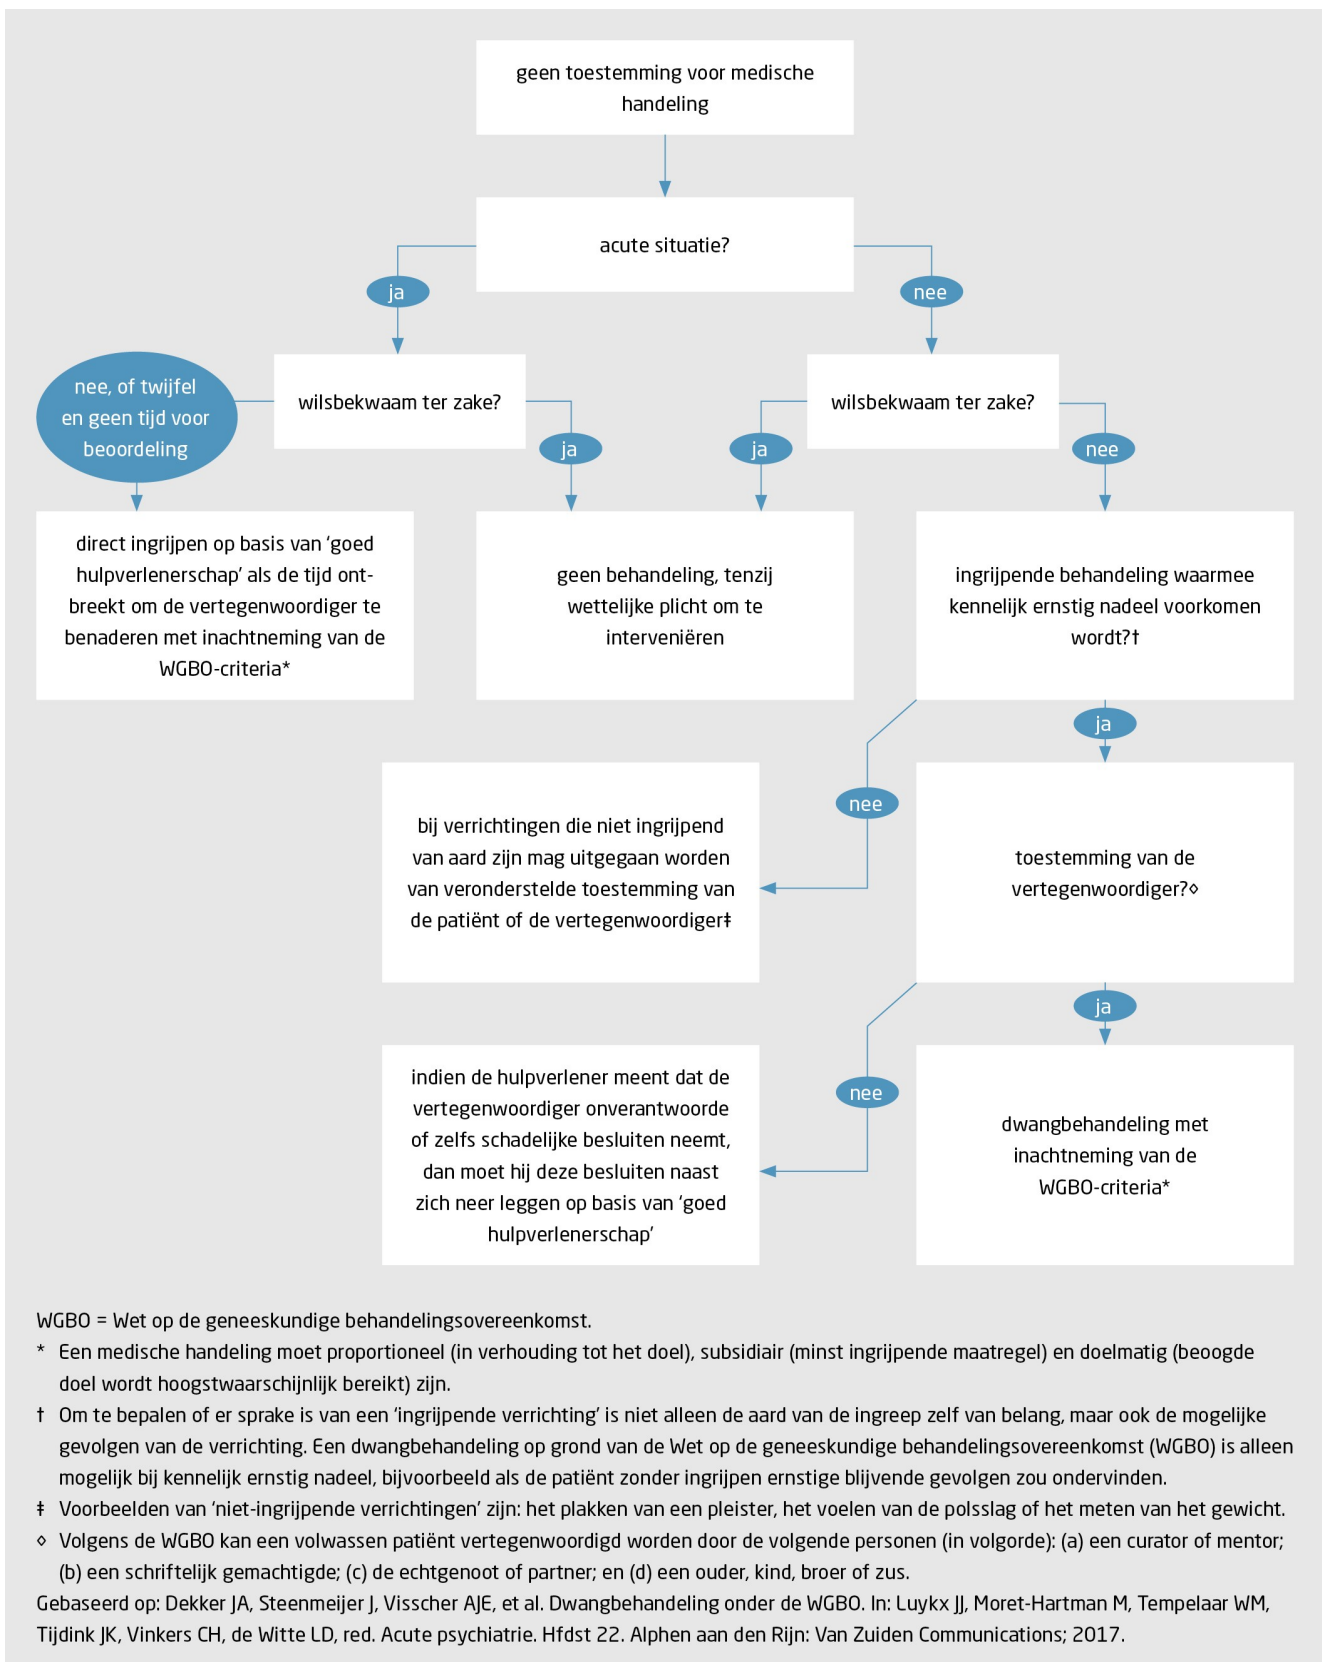 geen toestemming voor medische
handeling
acute situatie?
ja
nee
nee, of twijfel
en geen tijd voor
beoordeling
wilsbekwaam ter zake?
ja
wilsbekwaam ter zake?
ja
nee
direct ingrijpen op basis van ‘goed
hulpverlenerschap’ als de tijd ont-
breekt om de vertegenwoordiger te
benaderen met inachtneming van de
WGBO-criteria*
geen behandeling, tenzij
wettelijke plicht om te
interveniëren
ingrijpende behandeling waarmee
kennelijk ernstig nadeel voorkomen
wordt?†
ja
nee
bij verrichtingen die niet ingrijpend
van aard zijn mag uitgegaan worden
van veronderstelde toestemming van
de patiënt of de vertegenwoordiger‡
toestemming van de
vertegenwoordiger?◊
ja
nee
indien de hulpverlener meent dat de
vertegenwoordiger onverantwoorde
of zelfs schadelijke besluiten neemt,
dan moet hij deze besluiten naast
zich neer leggen op basis van ‘goed
hulpverlenerschap’
dwangbehandeling met
inachtneming van de
WGBO-criteria*
WGBO = Wet op de geneeskundige behandelingsovereenkomst.
* Een medische handeling moet proportioneel (in verhouding tot het doel), subsidiair (minst ingrijpende maatregel) en doelmatig (beoogde
doel wordt hoogstwaarschijnlijk bereikt) zijn.
† Om te bepalen of er sprake is van een ‘ingrijpende verrichting’ is niet alleen de aard van de ingreep zelf van belang, maar ook de mogelijke
gevolgen van de verrichting. Een dwangbehandeling op grond van de Wet op de geneeskundige behandelingsovereenkomst (WGBO) is alleen
mogelijk bij kennelijk ernstig nadeel, bijvoorbeeld als de patiënt zonder ingrijpen ernstige blijvende gevolgen zou ondervinden.
‡ Voorbeelden van ‘niet-ingrijpende verrichtingen’ zijn: het plakken van een pleister, het voelen van de polsslag of het meten van het gewicht.
◊ Volgens de WGBO kan een volwassen patiënt vertegenwoordigd worden door de volgende personen (in volgorde): (a) een curator of mentor;
(b) een schriftelijk gemachtigde; (c) de echtgenoot of partner; en (d) een ouder, kind, broer of zus.
Gebaseerd op: Dekker JA, Steenmeijer J, Visscher AJE, et al. Dwangbehandeling onder de WGBO. In: Luykx JJ, Moret-Hartman M, Tempelaar WM,
Tijdink JK, Vinkers CH, de Witte LD, red. Acute psychiatrie. Hfdst 22. Alphen aan den Rijn: Van Zuiden Communications; 2017.